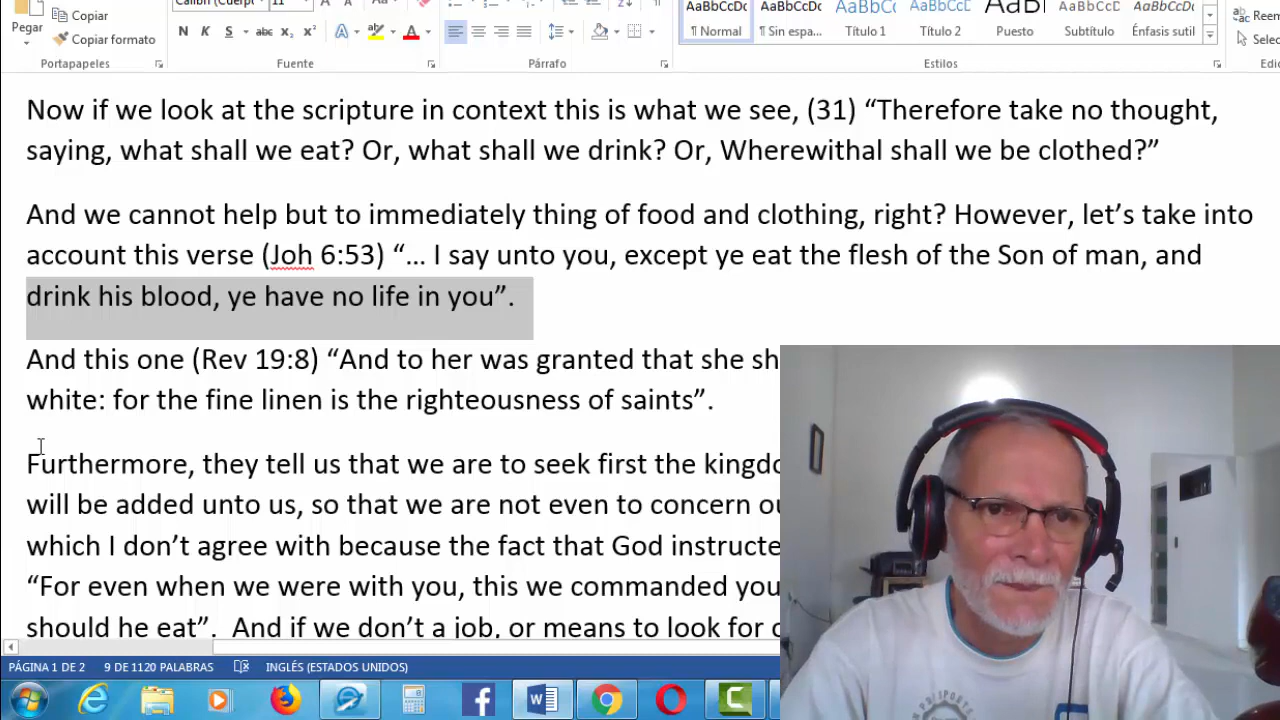 Copiar
Calibri (Cuerpo
11
AaBbCcDc AaBbCcDc AaBbCc AaBbCcC AaB AaBbCcD AaBbCcDc
Pegar
Copiar formato
N K S abc x₂ x² A
¶ Normal ¶ Sin espa... Título 1 Título 2 Puesto Subtítulo Énfasis sutil
Portapapeles Fuente Párrafo Estilos
Now if we look at the scripture in context this is what we see, (31) “Therefore take no thought,
saying, what shall we eat? Or, what shall we drink? Or, Wherewithal shall we be clothed?”
And we cannot help but to immediately thing of food and clothing, right? However, let’s take into
account this verse (Joh 6:53) “... I say unto you, except ye eat the flesh of the Son of man, and
drink his blood, ye have no life in you”.
And this one (Rev 19:8) “And to her was granted that she
white: for the fine linen is the righteousness of saints”.
Furthermore, they tell us that we are to seek first the
will be added unto us, so that we are not even to concern
which I don’t agree with because the fact that God
“For even when we were with you, this we commanded you
should he eat”.  And if we don’t a job, or means to look for
PÁGINA 1 DE 2 9 DE 1120 PALABRAS INGLÉS (ESTADOS UNIDOS)